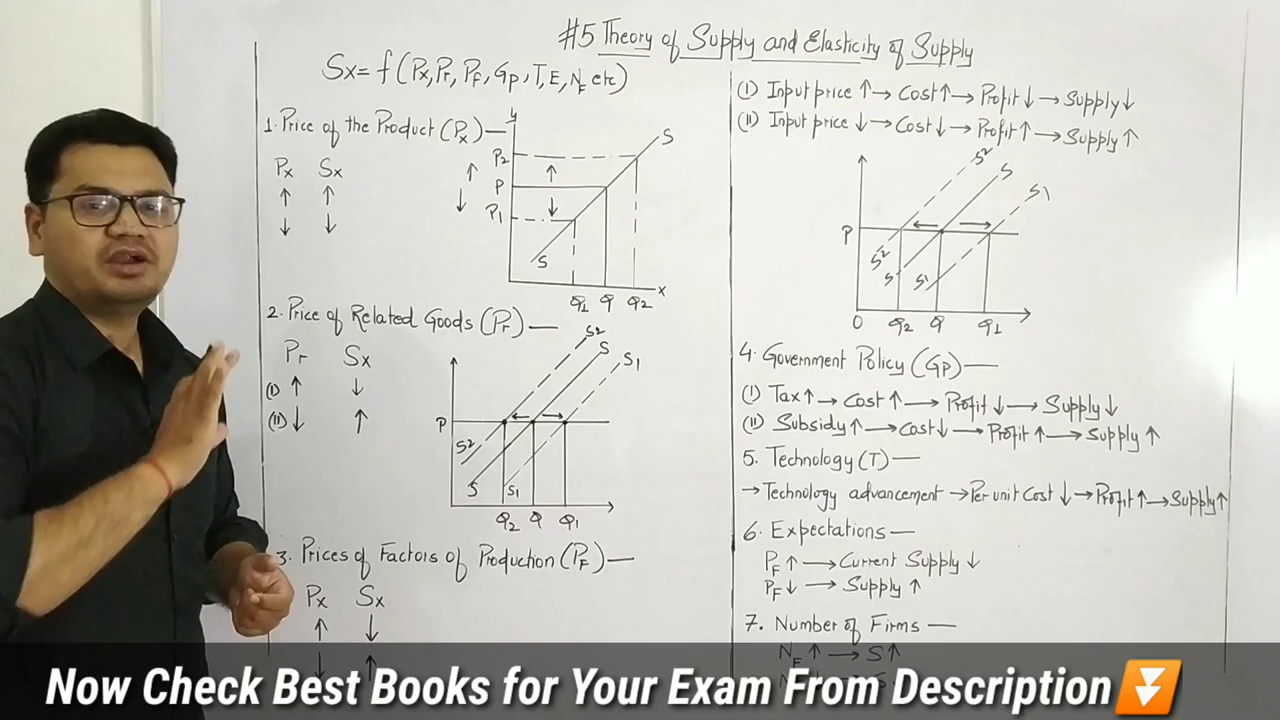 #5 Theory of Supply and Elasticity of Supply
Sx = f (Px, Pr, PF, Gp, T, E, NF etc)
1. Price of the Product (Px) —
Px Sx
↑ ↑
↓ ↓
y
P2
P
P1
S
S
Q1 Q Q2 x
2. Price of Related Goods (Pr) —
Pr Sx
(I) ↑ ↓
(II) ↓ ↑
S2
S
S1
P
S2
S
S1
Q2 Q Q1
3. Prices of Factors of Production (PF) —
Px Sx
↑ ↓
↓ ↑
(I) Input price ↑ → Cost ↑ → Profit ↓ → Supply ↓
(II) Input price ↓ → Cost ↓ → Profit ↑ → Supply ↑
S2
S
S1
P
S2
S
S1
O Q2 Q Q1
4. Government Policy (Gp) —
(I) Tax ↑ → Cost ↑ → Profit ↓ → Supply ↓
(II) Subsidy ↑ → Cost ↓ → Profit ↑ → Supply ↑
5. Technology (T) —
→ Technology advancement → Per unit Cost ↓ → Profit ↑ → Supply ↑
6. Expectations —
PF ↑ → Current Supply ↓
PF ↓ → Supply ↑
7. Number of Firms —
NF ↑ → S ↑
Now Check Best Books for Your Exam From Description